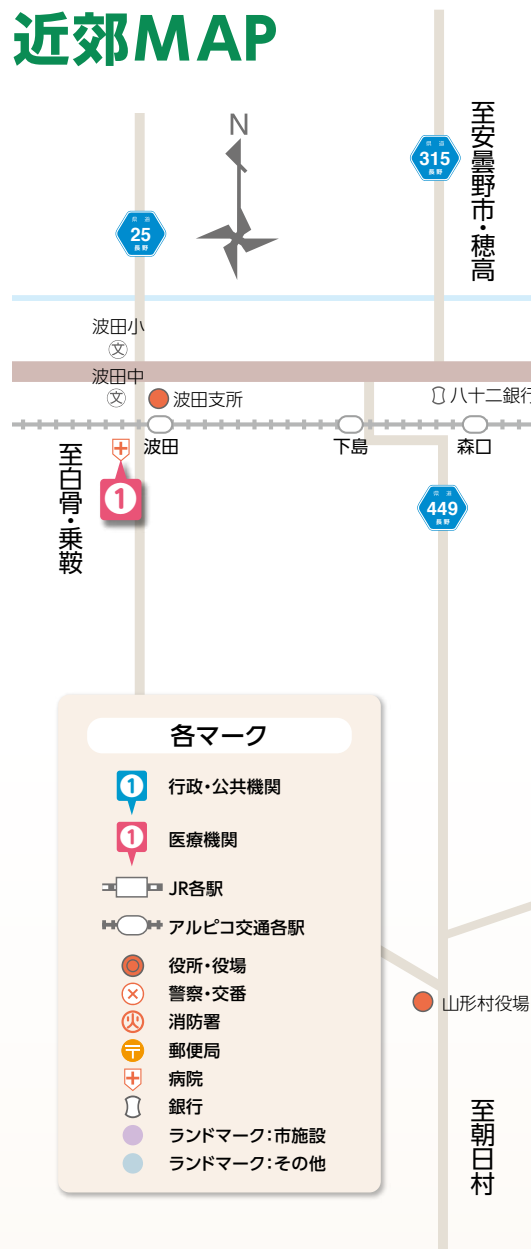 近郊MAP
N
至安曇野市・穂高
県道
315
長野
県道
25
長野
波田小
文
波田中
文
波田支所
八十二銀行
波田
下島
森口
至白骨・乗鞍
1
県道
449
長野
各マーク
1
行政・公共機関
1
医療機関
JR各駅
アルピコ交通各駅
役所・役場
警察・交番
消防署
郵便局
病院
銀行
ランドマーク：市施設
ランドマーク：その他
山形村役場
至朝日村